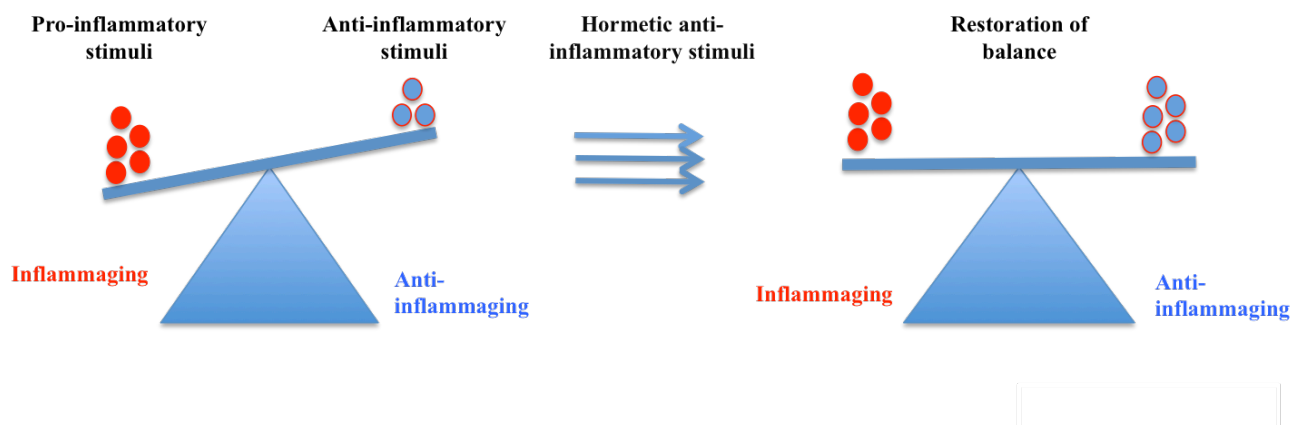 Pro-inflammatory
stimuli
Anti-inflammatory
stimuli
Hormetic anti-
inflammatory stimuli
Restoration of
balance
Inflammaging
Anti-
inflammaging
Inflammaging
Anti-
inflammaging